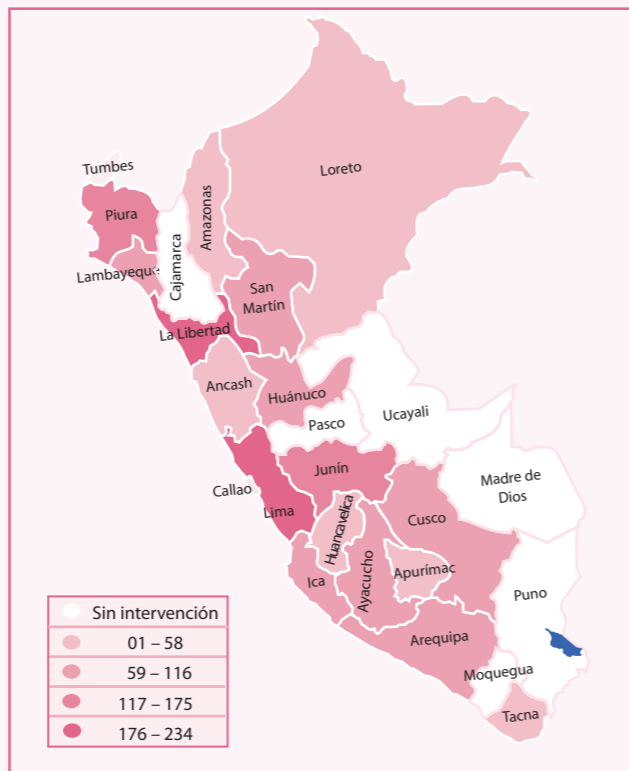 Tumbes
Loreto
Piura
Amazonas
Cajamarca
Lambayeque
San
Martín
La Libertad
Ancash
Huánuco
Ucayali
Pasco
Junín
Madre de
Dios
Callao
Lima
Huancavelica
Cusco
Apurímac
Ayacucho
Ica
Puno
Arequipa
Moquegua
Tacna
Sin intervención
01 – 58
59 – 116
117 – 175
176 – 234